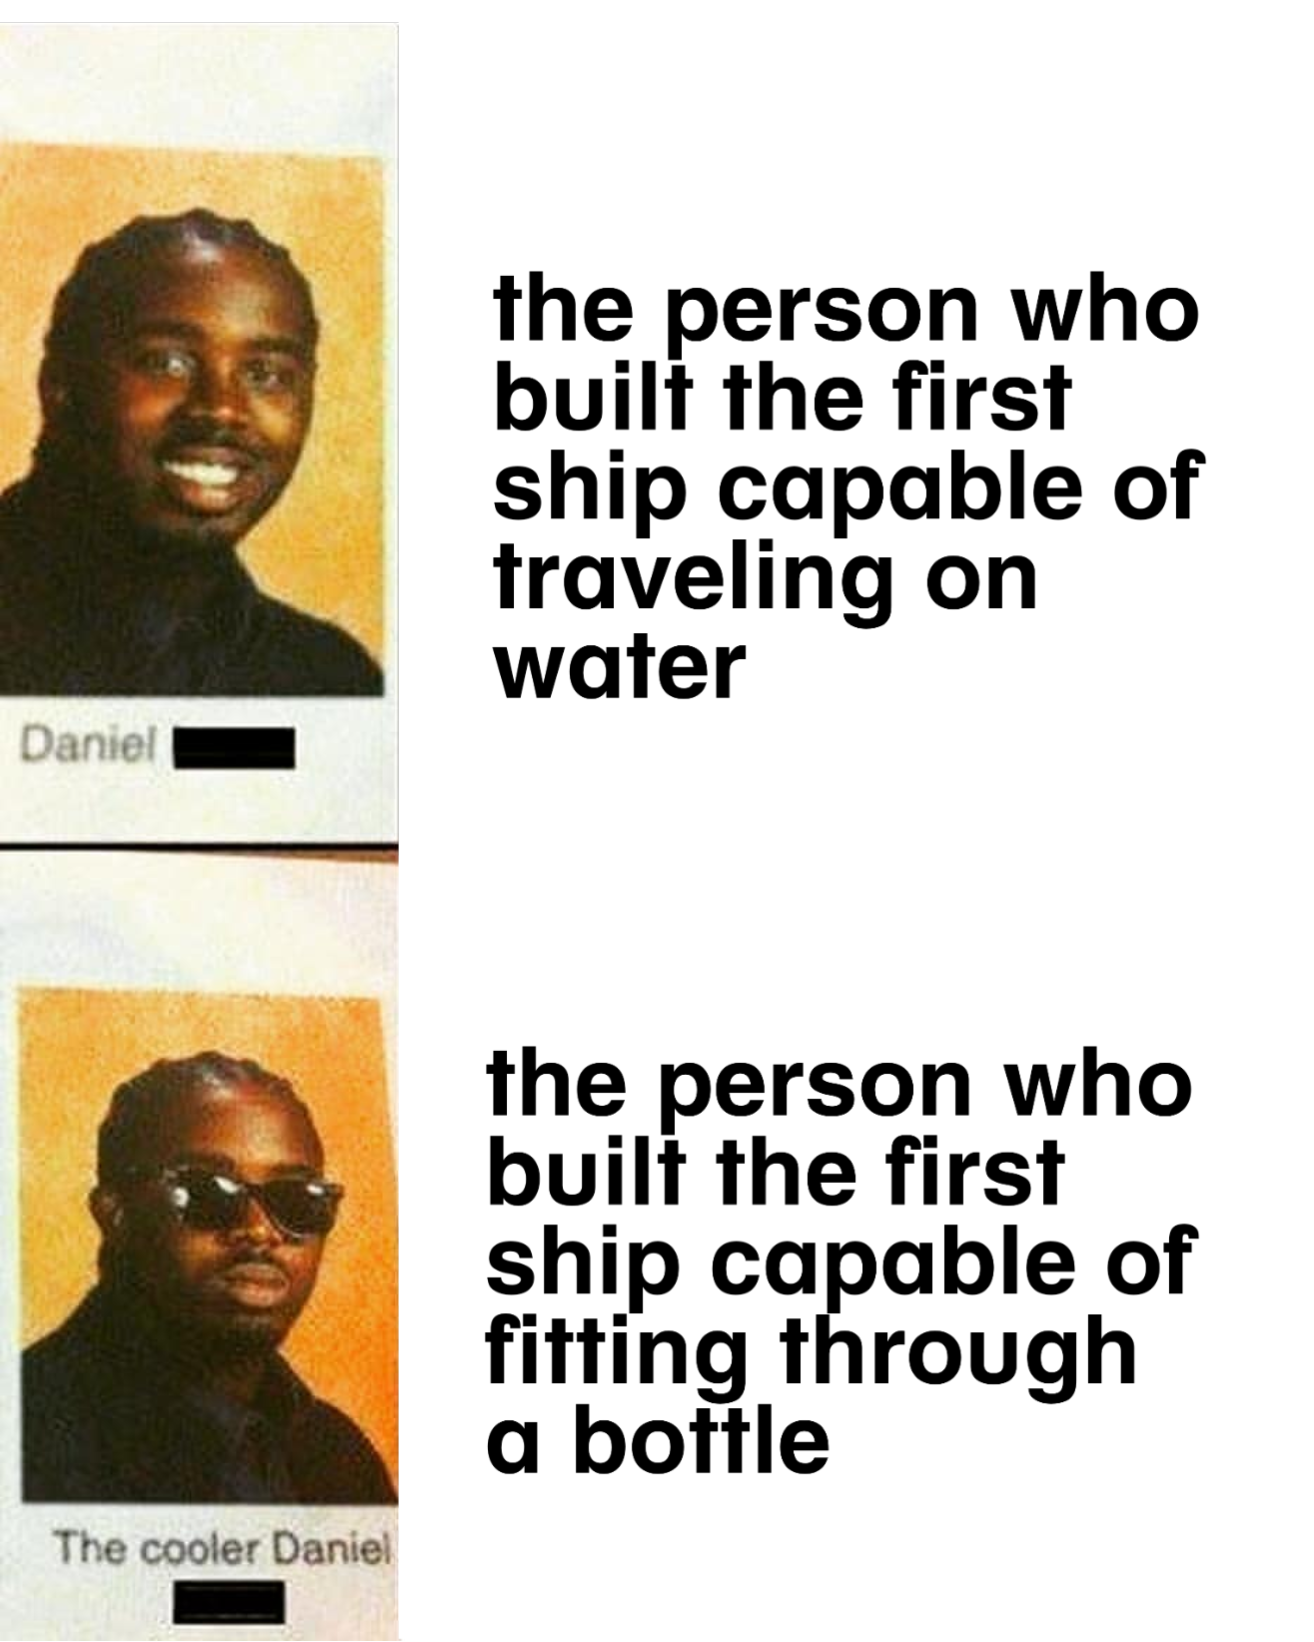 the person who
built the first
ship capable of
traveling on
water
Daniel
the person who
built the first
ship capable of
fitting through
a bottle
The cooler Daniel